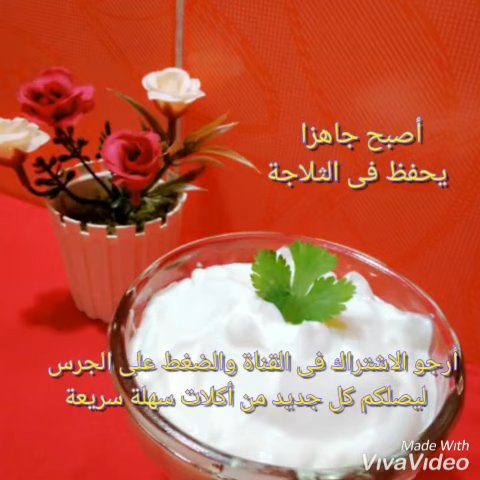 أصبح جاهزا
يحفظ فى الثلاجة
أرجو الاشتراك فى القناة والضغط على الجرس
ليصلكم كل جديد من أكلات سهلة سريعة
Made With
VivaVideo